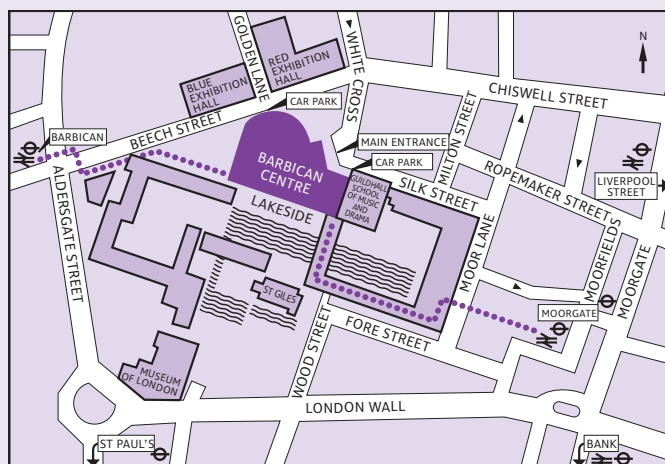 GOLDEN LANE
RED
EXHIBITION
HALL
WHITE
CROSS
N
BLUE
EXHIBITION
HALL
CHISWELL STREET
CAR PARK
BEECH STREET
BARBICAN
MAIN ENTRANCE
MILTON STREET
BARBICAN
CENTRE
CAR PARK
ROPEMAKER STREET
LIVERPOOL
STREET
ALDERSGATE STREET
GUILDHALL
SCHOOL
OF MUSIC
AND
DRAMA
SILK STREET
LAKESIDE
MOOR LANE
MOORFIELDS
MOORGATE
ST GILES
MOORGATE
FORE STREET
WOOD STREET
MUSEUM
OF LONDON
LONDON WALL
ST PAUL'S
BANK